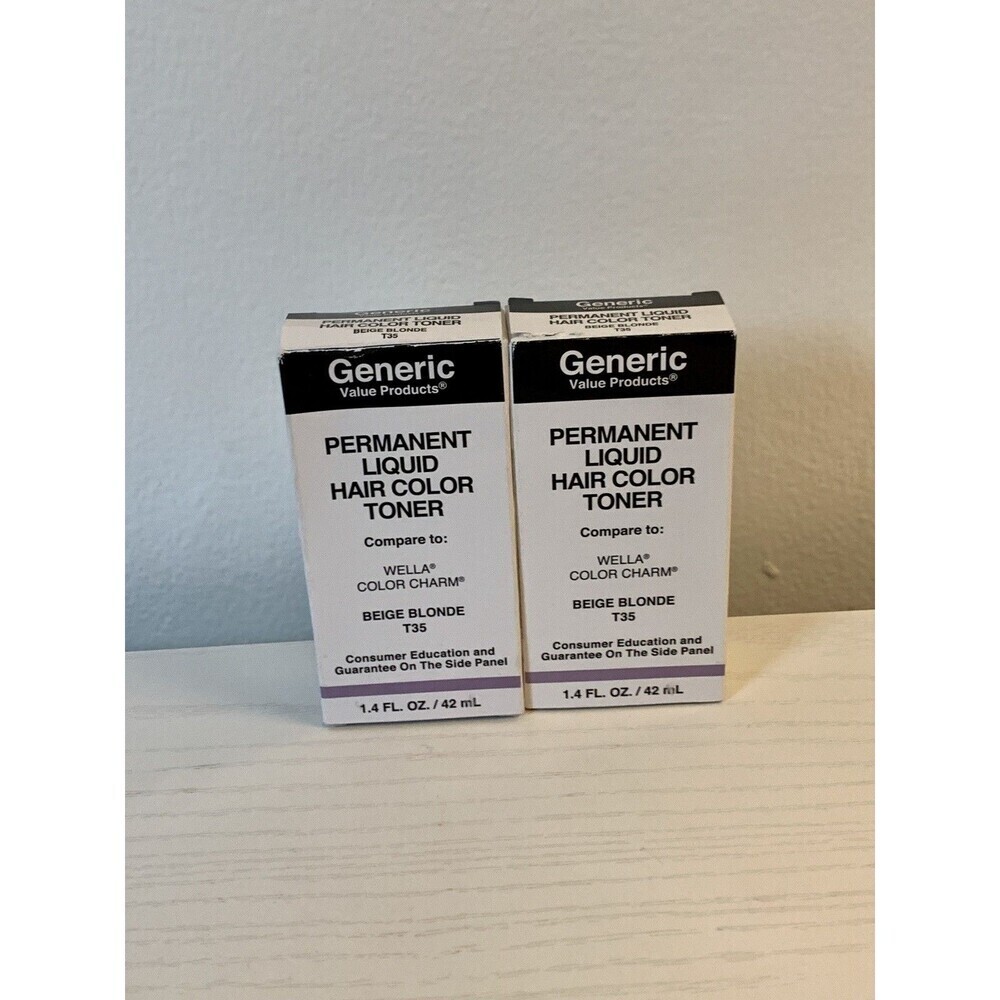 Generic
PERMANENT LIQUID
HAIR COLOR TONER
BEIGE BLONDE
T35
Generic
Value Products®
PERMANENT
LIQUID
HAIR COLOR
TONER
Compare to:
WELLA®
COLOR CHARM®
BEIGE BLONDE
T35
Consumer Education and
Guarantee On The Side Panel
1.4 FL. OZ. / 42 mL
Generic
Value Products®
PERMANENT LIQUID
HAIR COLOR TONER
BEIGE BLONDE
T35
Generic
Value Products®
PERMANENT
LIQUID
HAIR COLOR
TONER
Compare to:
WELLA®
COLOR CHARM®
BEIGE BLONDE
T35
Consumer Education and
Guarantee On The Side Panel
1.4 FL. OZ. / 42 mL